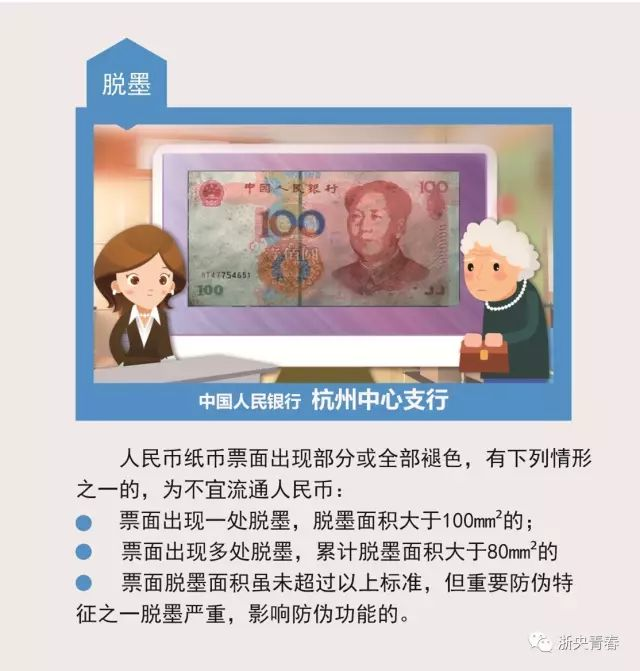 脱墨
中国人民银行
100
100
壹佰圆
HT47754651
100
中国人民银行 杭州中心支行
人民币纸币票面出现部分或全部褪色，有下列情形
之一的，为不宜流通人民币：
票面出现一处脱墨，脱墨面积大于100mm²的；
票面出现多处脱墨，累计脱墨面积大于80mm²的
票面脱墨面积虽未超过以上标准，但重要防伪特
征之一脱墨严重，影响防伪功能的。
浙央青春